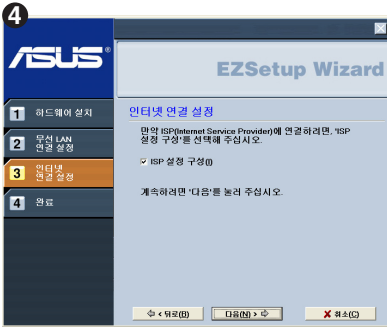 4
ASUS®
EZSetup Wizard
1 하드웨어 설치
2 무선 LAN
연결 설정
3 인터넷
연결 설정
4 완료
인터넷 연결 설정
만약 ISP(Internet Service Provider)에 연결하려면, 'ISP
설정 구성'를 선택해 주십시오.
ISP 설정 구성(I)
계속하려면 '다음'를 눌러 주십시오.
< 뒤로(B)
다음(N) >
취소(C)